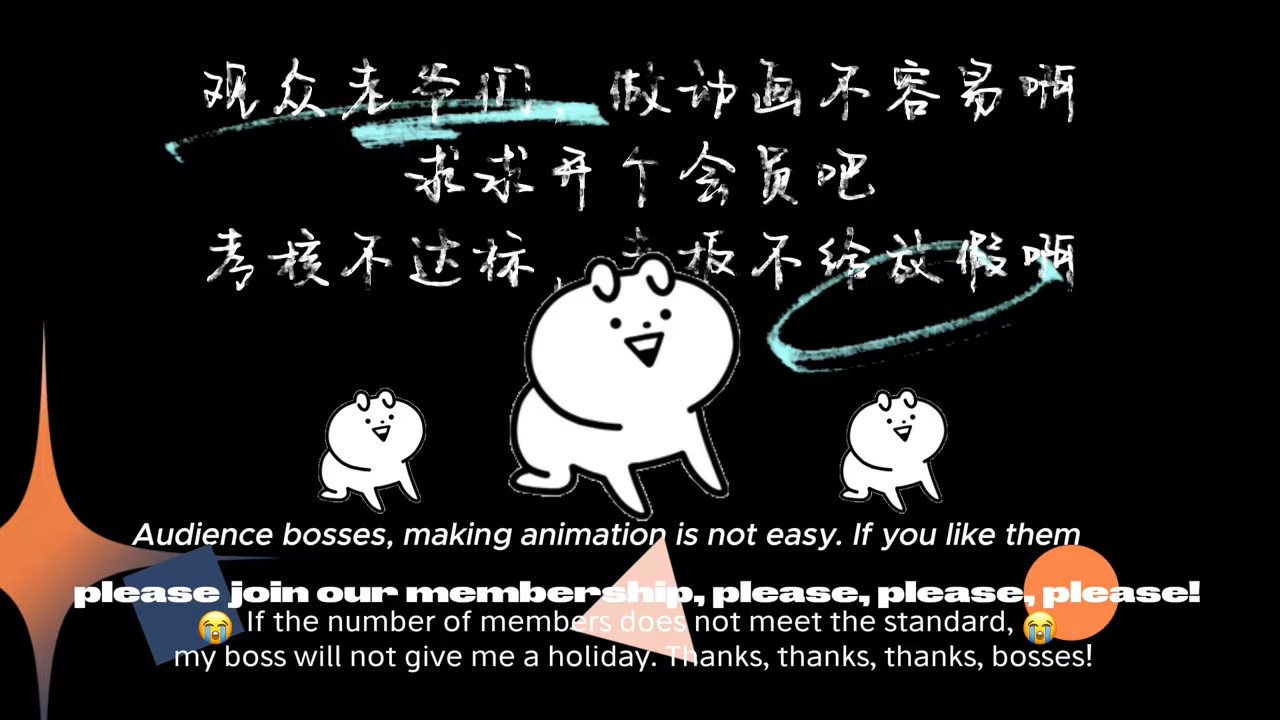 观众老爷们，做动画不容易啊
求求开个会员吧
考核不达标，老板不给放假啊
Audience bosses, making animation is not easy. If you like them
please join our membership, please, please, please!
😭 If the number of members does not meet the standard, 😭
my boss will not give me a holiday. Thanks, thanks, thanks, bosses!